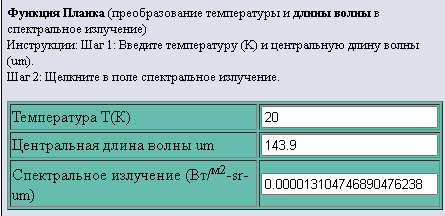 Функция Планка (преобразование температуры и длины волны в
спектральное излучение)
Инструкции: Шаг 1: Введите температуру (К) и центральную длину волны
(um).
Шаг 2: Щелкните в поле спектральное излучение.
Температура T(K) 20
Центральная длина волны um 143.9
Спектральное излучение (Вт/м2-sr-
um) 0.000013104746890476238